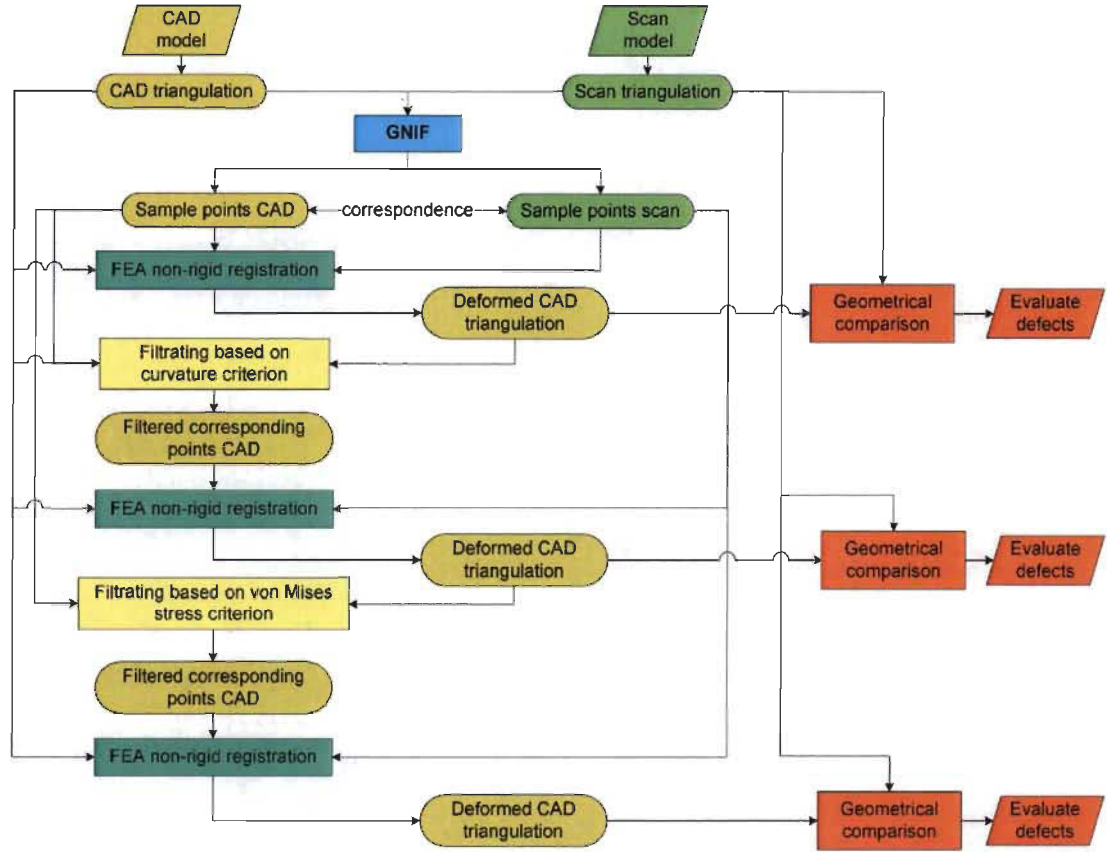 CAD
model
Scan
model
CAD triangulation
Scan triangulation
GNIF
Sample points CAD
correspondence
Sample points scan
FEA non-rigid registration
Deformed CAD
triangulation
Geometrical
comparison
Evaluate
defects
Filtrating based on
curvature criterion
Filtered corresponding
points CAD
FEA non-rigid registration
Deformed CAD
triangulation
Geometrical
comparison
Evaluate
defects
Filtrating based on von Mises
stress criterion
Filtered corresponding
points CAD
FEA non-rigid registration
Deformed CAD
triangulation
Geometrical
comparison
Evaluate
defects